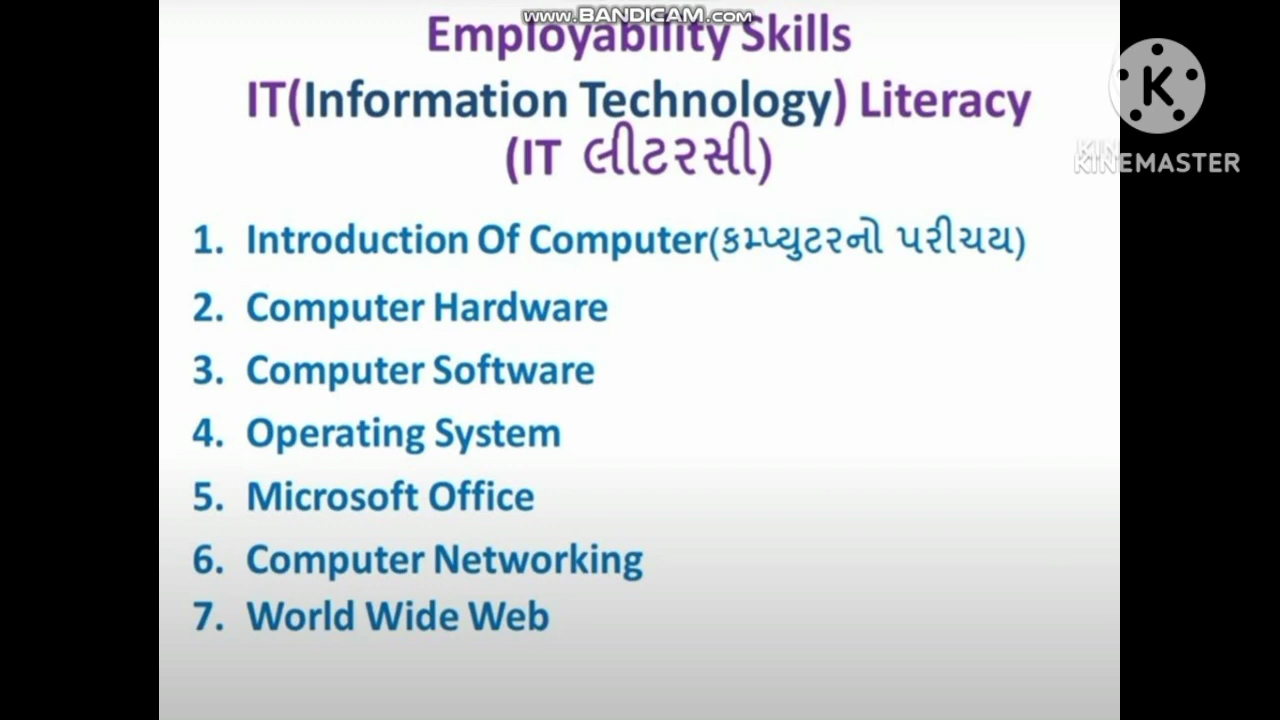 www.BANDICAM.com
Employability Skills
IT(Information Technology) Literacy
(IT લીટરસી)
1. Introduction Of Computer(કમ્પ્યુટરનો પરીચય)
2. Computer Hardware
3. Computer Software
4. Operating System
5. Microsoft Office
6. Computer Networking
7. World Wide Web
K
KINEMASTER